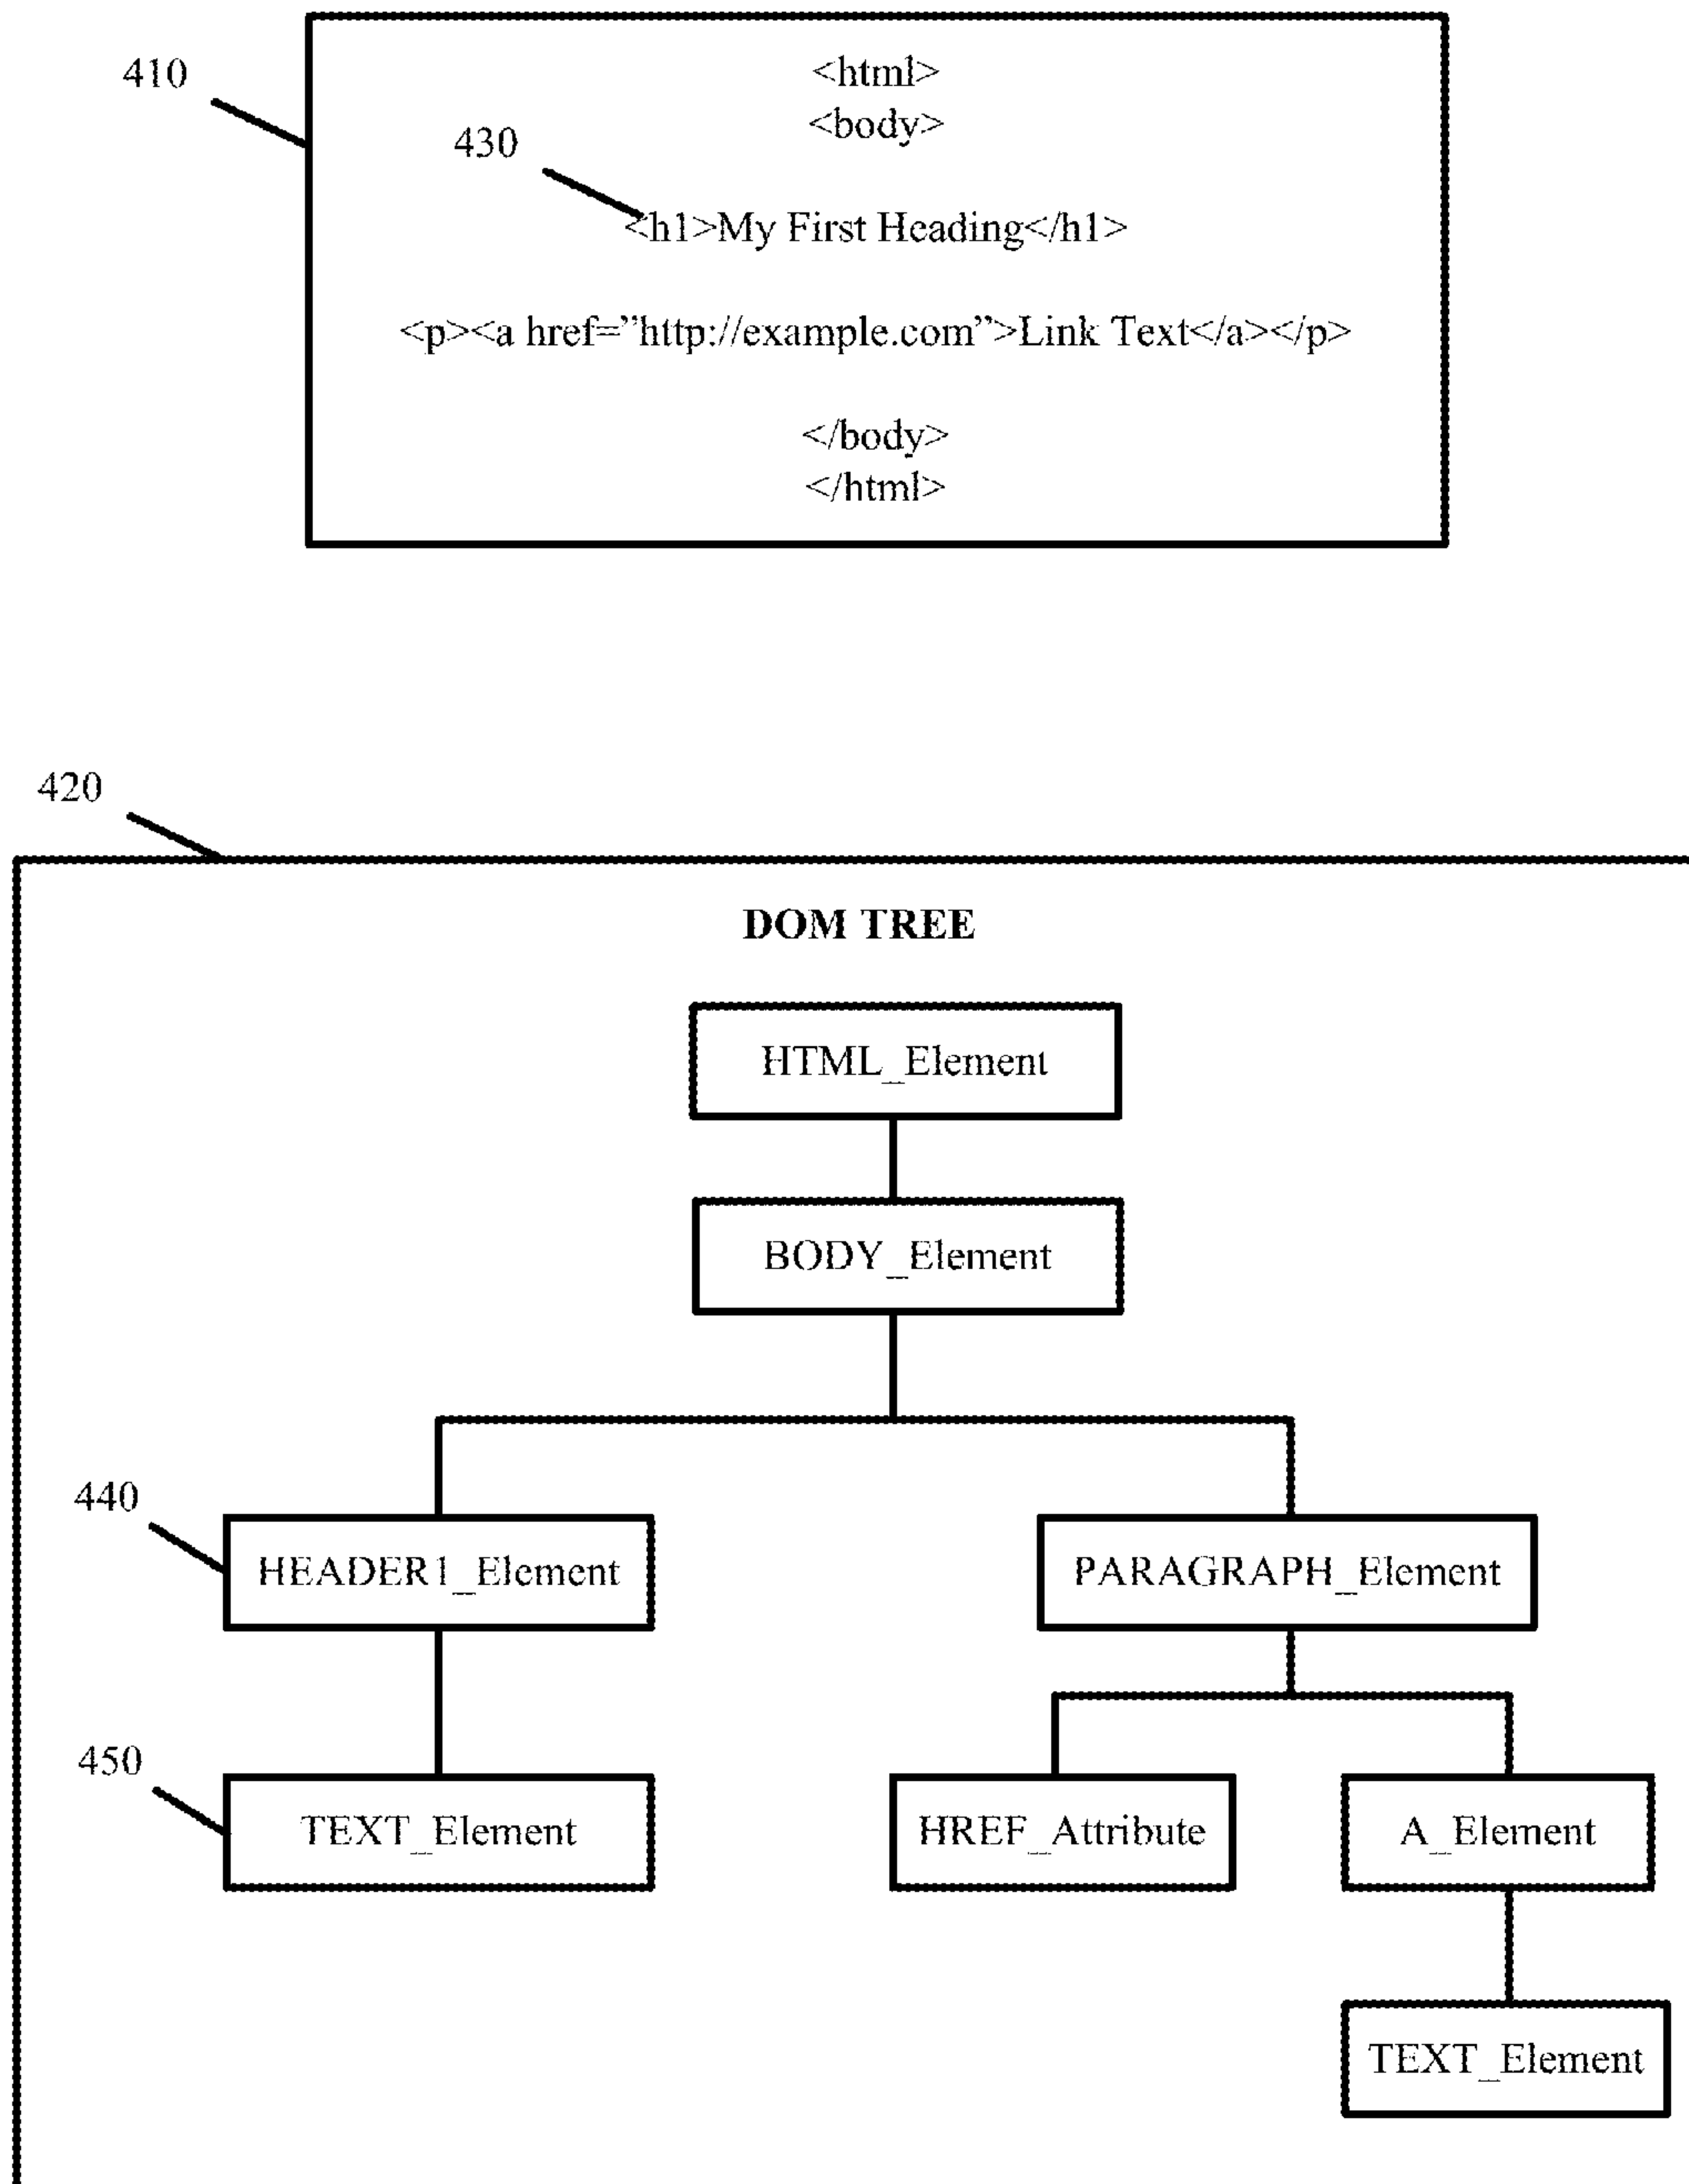 410
<html>
<body>
430
<h1>My First Heading</h1>
<p><a href=”http://example.com”>Link Text</a></p>
</body>
</html>
420
DOM TREE
HTML_Element
BODY_Element
440
HEADER1_Element
PARAGRAPH_Element
450
TEXT_Element
HREF_Attribute
A_Element
TEXT_Element